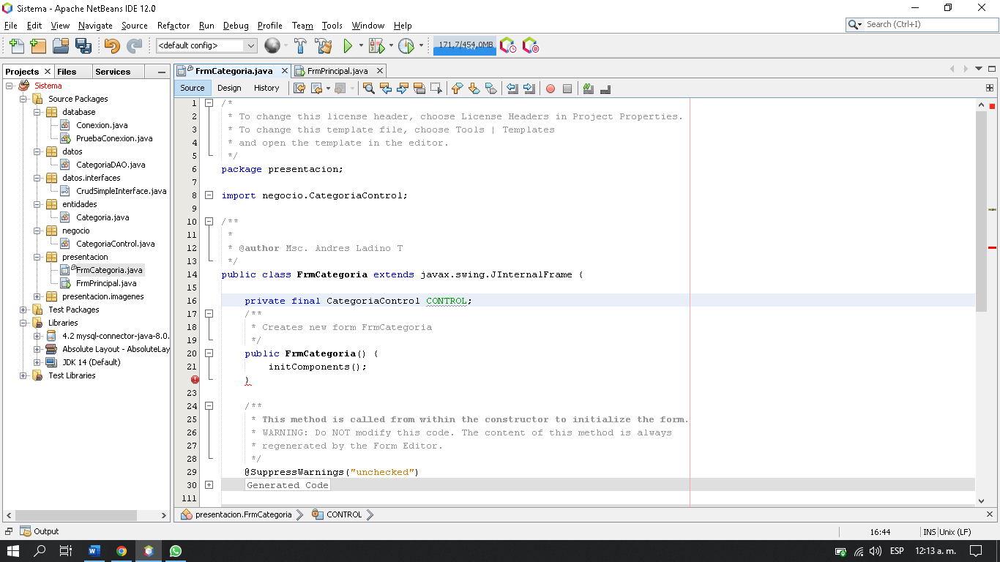 Sistema - Apache NetBeans IDE 12.0
File Edit View Navigate Source Refactor Run Debug Profile Team Tools Window Help
Search (Ctrl+I)
<default config>
171,7/454,0MB
Projects Files Services
FrmCategoria.java FrmPrincipal.java
Source Design History
Sistema
Source Packages
database
Conexion.java
PruebaConexion.java
datos
CategoriaDAO.java
datos.interfaces
CrudSimpleInterface.java
entidades
Categoria.java
negocio
CategoriaControl.java
presentacion
FrmCategoria.java
FrmPrincipal.java
presentacion.imagenes
Test Packages
Libraries
4.2 mysql-connector-java-8.0.
Absolute Layout - AbsoluteLay
JDK 14 (Default)
Test Libraries
1 /*
2 * To change this license header, choose License Headers in Project Properties.
3 * To change this template file, choose Tools | Templates
4 * and open the template in the editor.
5 */
6 package presentacion;
7
8 import negocio.CategoriaControl;
9
10 /**
11 *
12 * @author Msc. Andres Ladino T
13 */
14 public class FrmCategoria extends javax.swing.JInternalFrame {
15
16 private final CategoriaControl CONTROL;
17 /**
18 * Creates new form FrmCategoria
19 */
20 public FrmCategoria() {
21 initComponents();
}
23
24 /**
25 * This method is called from within the constructor to initialize the form.
26 * WARNING: Do NOT modify this code. The content of this method is always
27 * regenerated by the Form Editor.
28 */
29 @SuppressWarnings("unchecked")
30 Generated Code
111
presentacion.FrmCategoria CONTROL
Output
16:44 INS Unix (LF)
ESP 12:13 a. m.